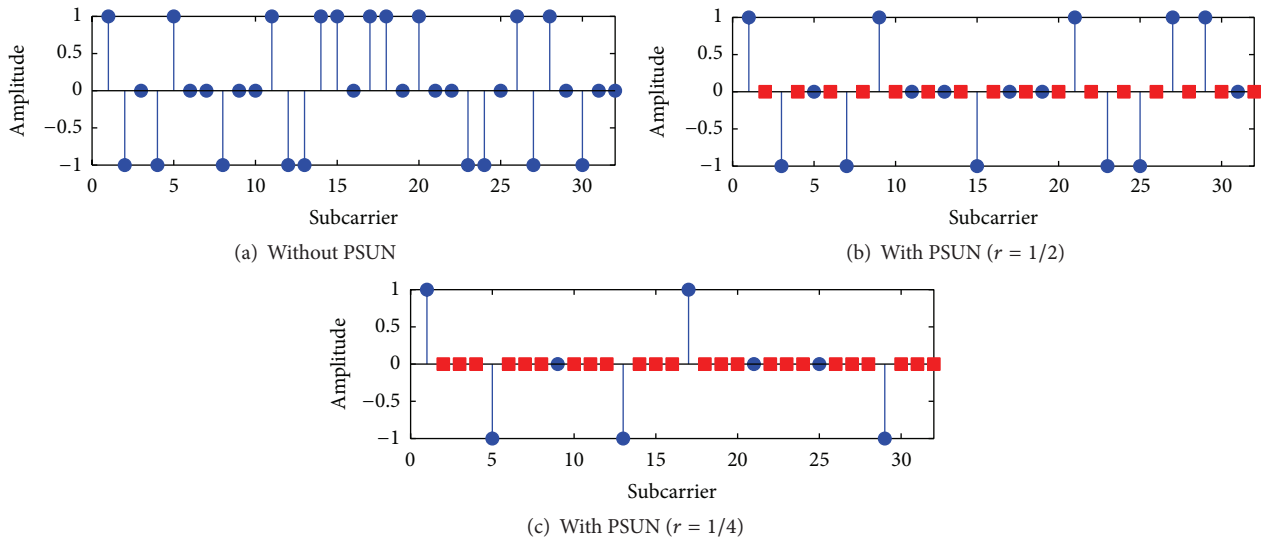 1
0.5
0
−0.5
−1
Amplitude
0 5 10 15 20 25 30
Subcarrier
(a) Without PSUN
1
0.5
0
−0.5
−1
Amplitude
0 5 10 15 20 25 30
Subcarrier
(b) With PSUN (r = 1/2)
1
0.5
0
−0.5
−1
Amplitude
0 5 10 15 20 25 30
Subcarrier
(c) With PSUN (r = 1/4)